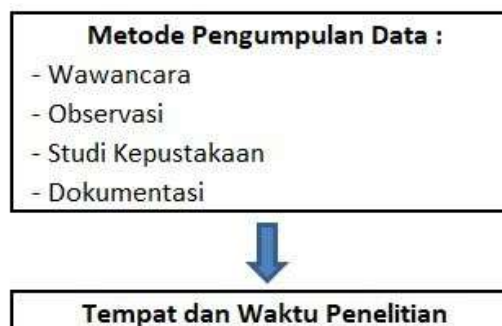 Metode Pengumpulan Data :
- Wawancara
- Observasi
- Studi Kepustakaan
- Dokumentasi
Tempat dan Waktu Penelitian